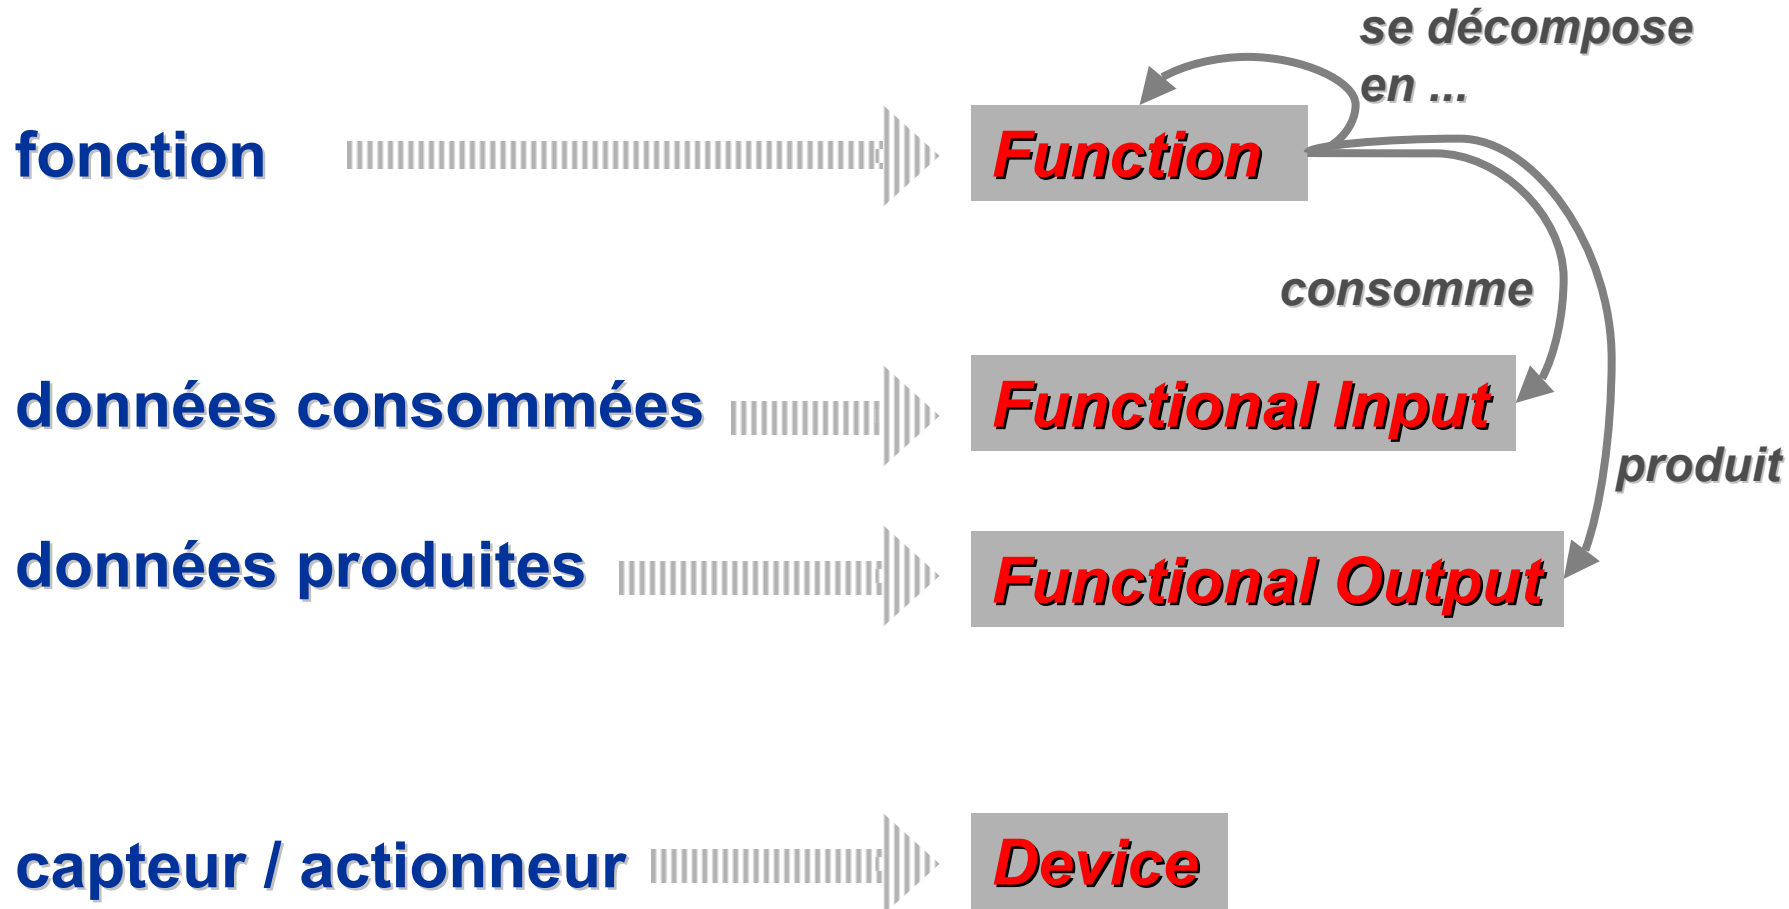 se décompose
en ...
fonction
Function
consomme
données consommées
Functional Input
produit
données produites
Functional Output
capteur / actionneur
Device